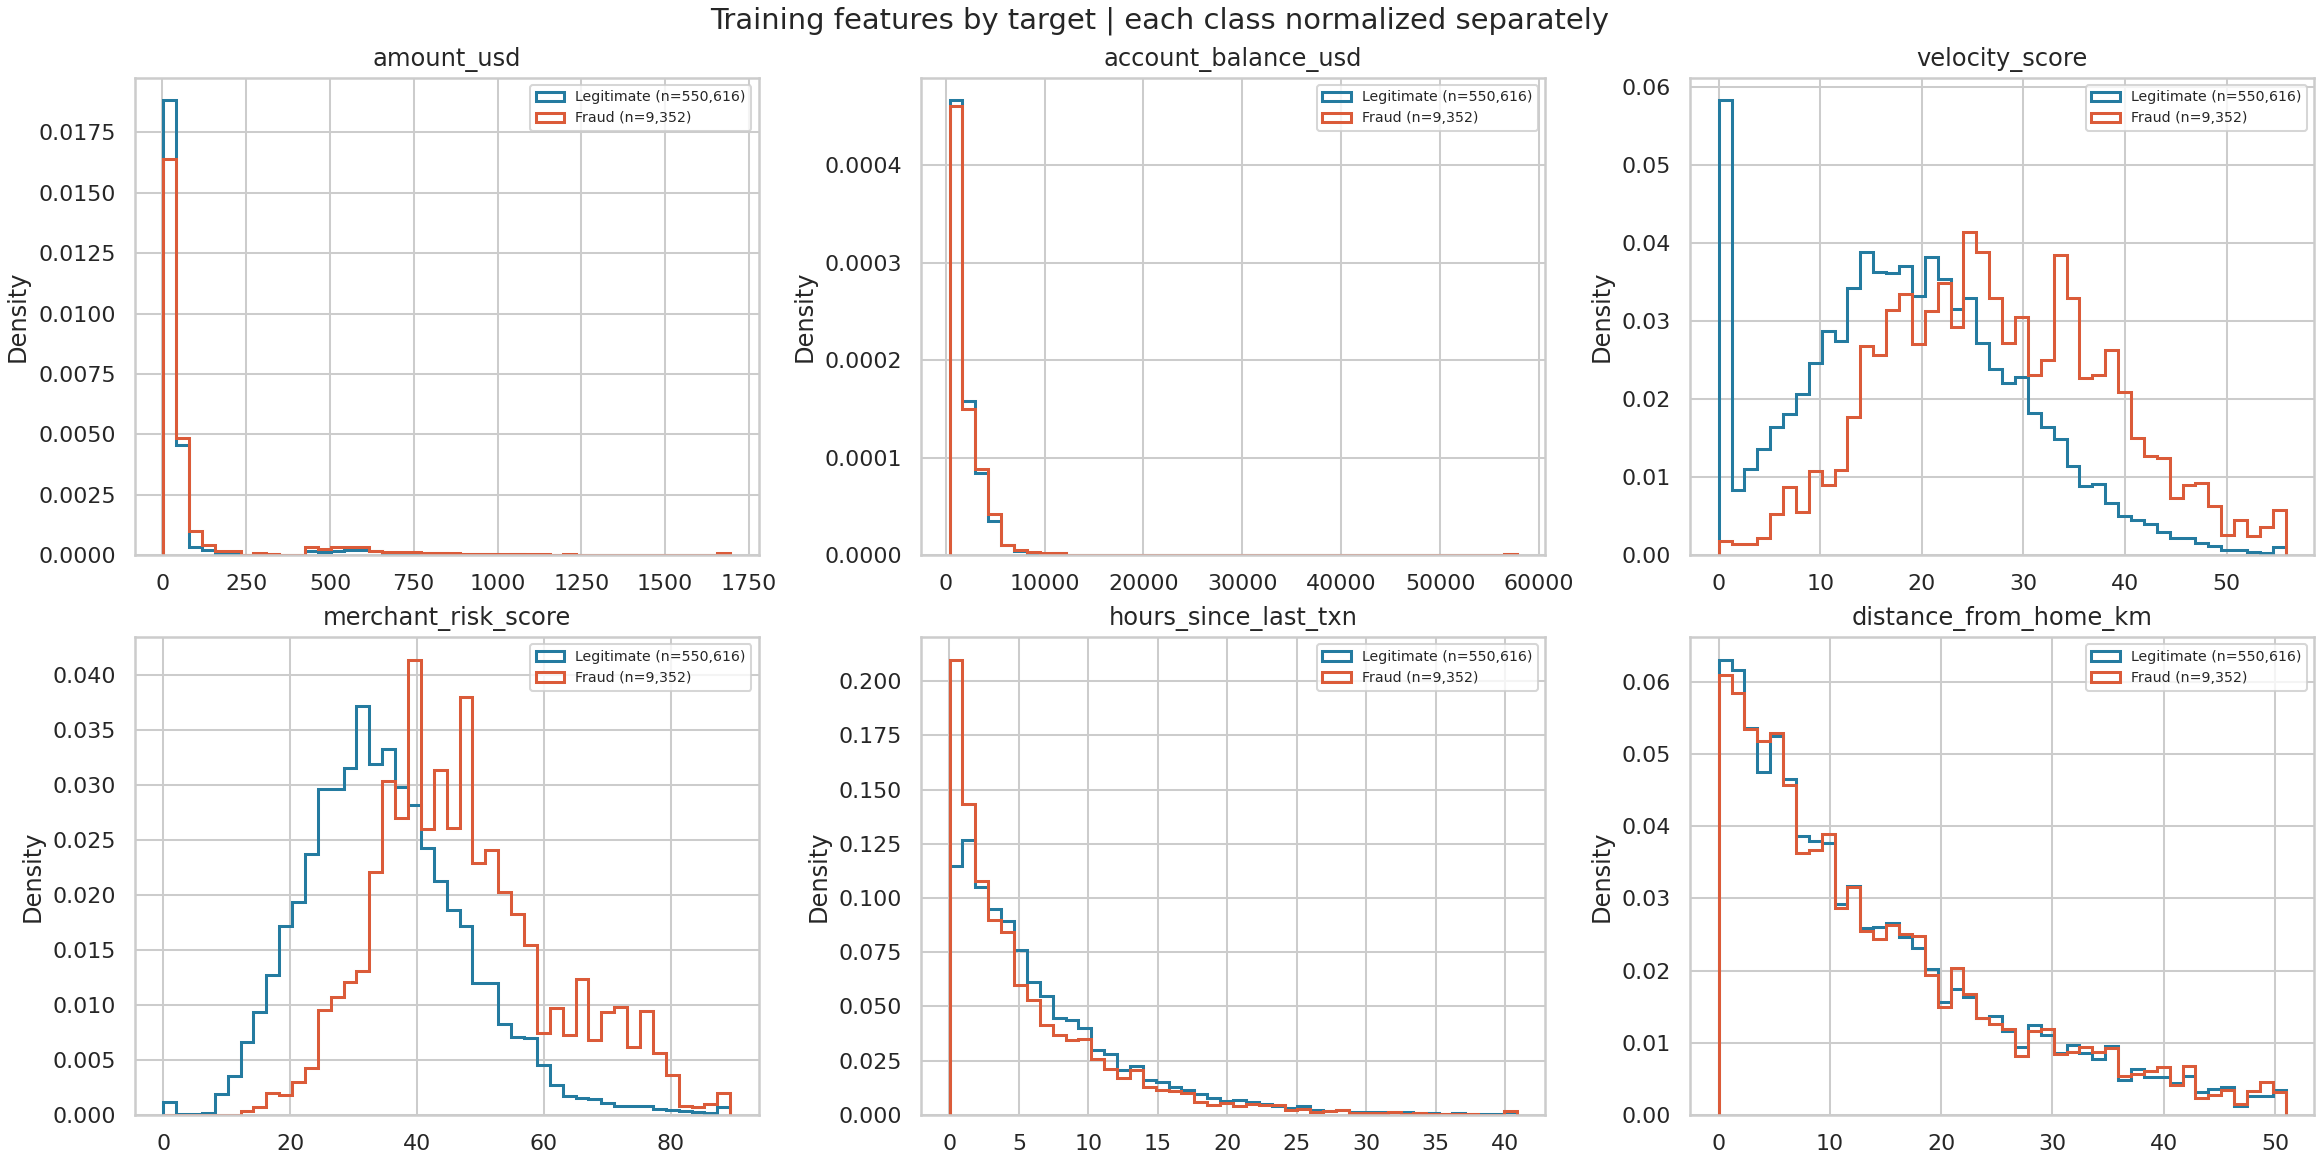 Training features by target | each class normalized separately
amount_usd
Density
0.0175
0.0150
0.0125
0.0100
0.0075
0.0050
0.0025
0.0000
0 250 500 750 1000 1250 1500 1750
Legitimate (n=550,616)
Fraud (n=9,352)
account_balance_usd
Density
0.0004
0.0003
0.0002
0.0001
0.0000
0 10000 20000 30000 40000 50000 60000
Legitimate (n=550,616)
Fraud (n=9,352)
velocity_score
Density
0.06
0.05
0.04
0.03
0.02
0.01
0.00
0 10 20 30 40 50
Legitimate (n=550,616)
Fraud (n=9,352)
merchant_risk_score
Density
0.040
0.035
0.030
0.025
0.020
0.015
0.010
0.005
0.000
0 20 40 60 80
Legitimate (n=550,616)
Fraud (n=9,352)
hours_since_last_txn
Density
0.200
0.175
0.150
0.125
0.100
0.075
0.050
0.025
0.000
0 5 10 15 20 25 30 35 40
Legitimate (n=550,616)
Fraud (n=9,352)
distance_from_home_km
Density
0.06
0.05
0.04
0.03
0.02
0.01
0.00
0 10 20 30 40 50
Legitimate (n=550,616)
Fraud (n=9,352)